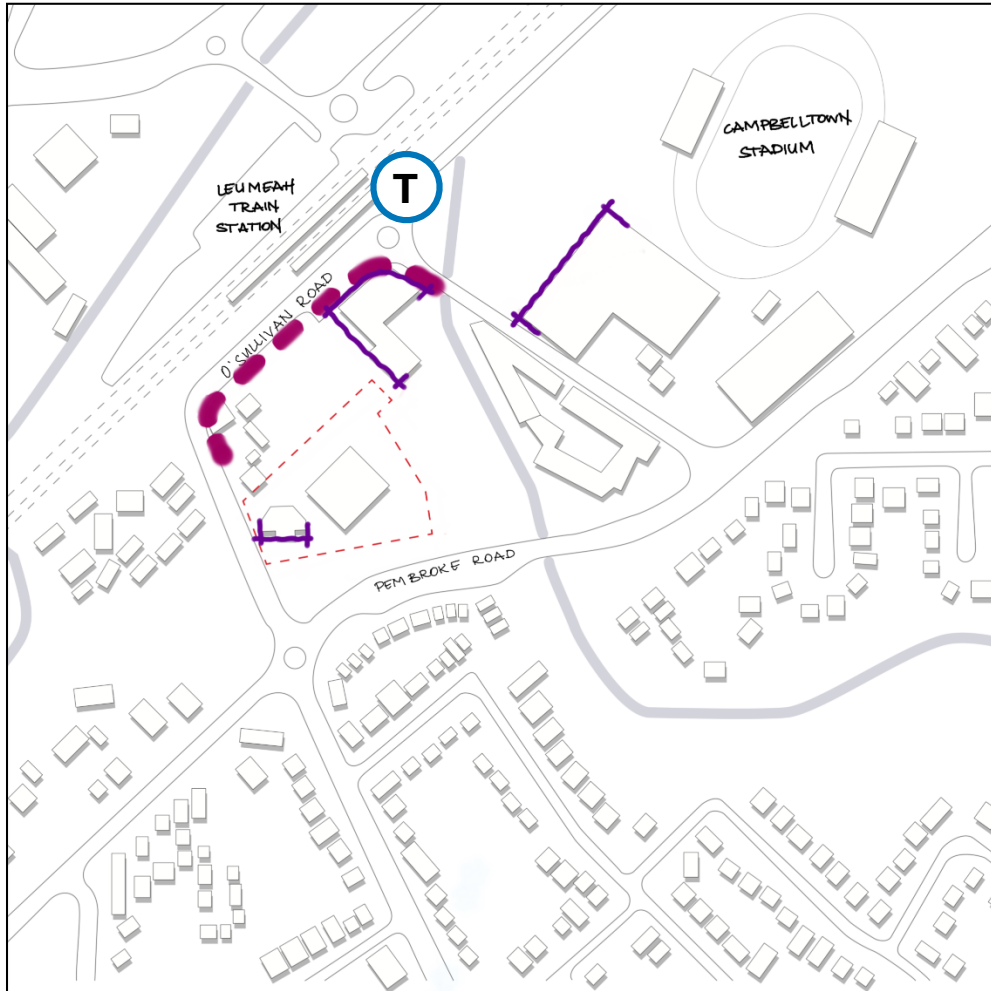 CAMPBELLTOWN
STADIUM
T
LEUMEAH
TRAIN
STATION
O'SULLIVAN ROAD
PEMBROKE ROAD